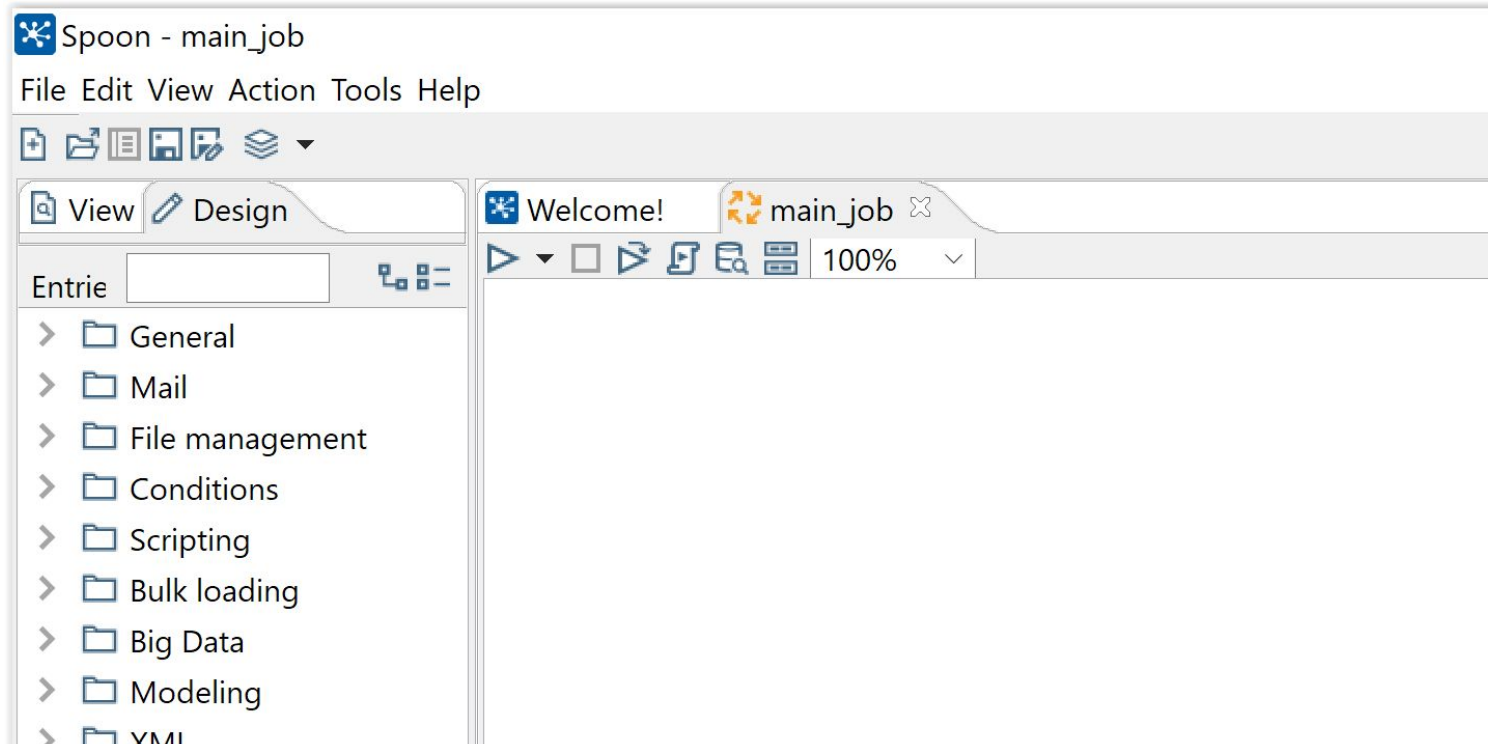 Spoon - main_job
File Edit View Action Tools Help
View Design
Welcome! main_job
100%
Entrie
General
Mail
File management
Conditions
Scripting
Bulk loading
Big Data
Modeling
XML